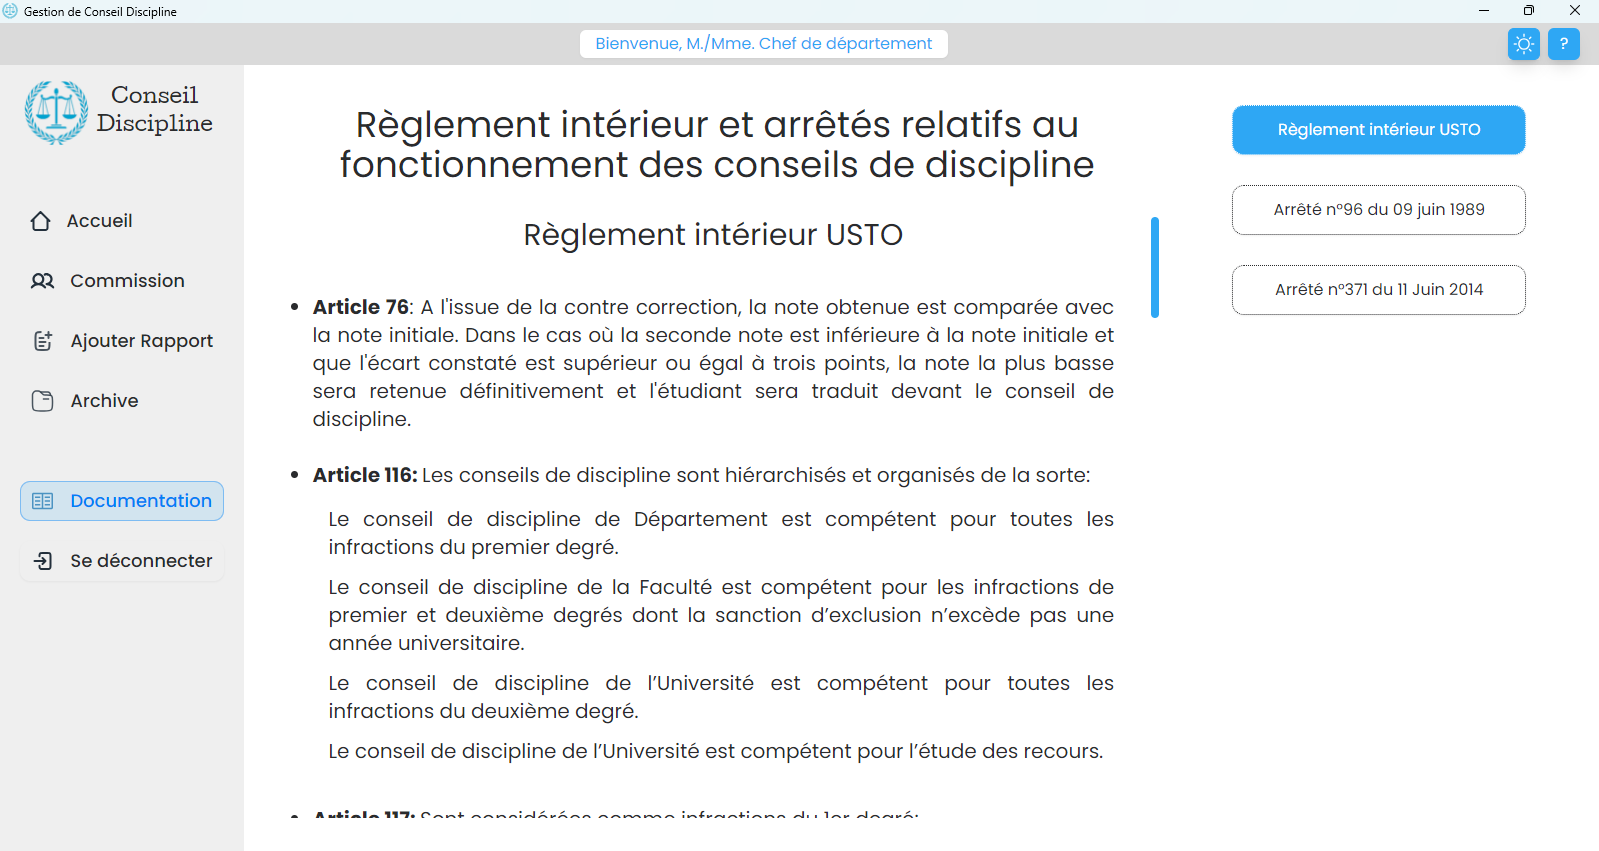 Gestion de Conseil Discipline
Bienvenue, M./Mme. Chef de département
?
Conseil
Discipline
Accueil
Commission
Ajouter Rapport
Archive
Documentation
Se déconnecter
Règlement intérieur et arrêtés relatifs au
fonctionnement des conseils de discipline
Règlement intérieur USTO
• Article 76: A l'issue de la contre correction, la note obtenue est comparée avec
la note initiale. Dans le cas où la seconde note est inférieure à la note initiale et
que l'écart constaté est supérieur ou égal à trois points, la note la plus basse
sera retenue définitivement et l'étudiant sera traduit devant le conseil de
discipline.
• Article 116: Les conseils de discipline sont hiérarchisés et organisés de la sorte:
Le conseil de discipline de Département est compétent pour toutes les
infractions du premier degré.
Le conseil de discipline de la Faculté est compétent pour les infractions de
premier et deuxième degrés dont la sanction d’exclusion n’excède pas une
année universitaire.
Le conseil de discipline de l’Université est compétent pour toutes les
infractions du deuxième degré.
Le conseil de discipline de l’Université est compétent pour l’étude des recours.
• Article 117: Sont considérées comme infractions du 1er degré:
Règlement intérieur USTO
Arrêté n°96 du 09 juin 1989
Arrêté n°371 du 11 Juin 2014